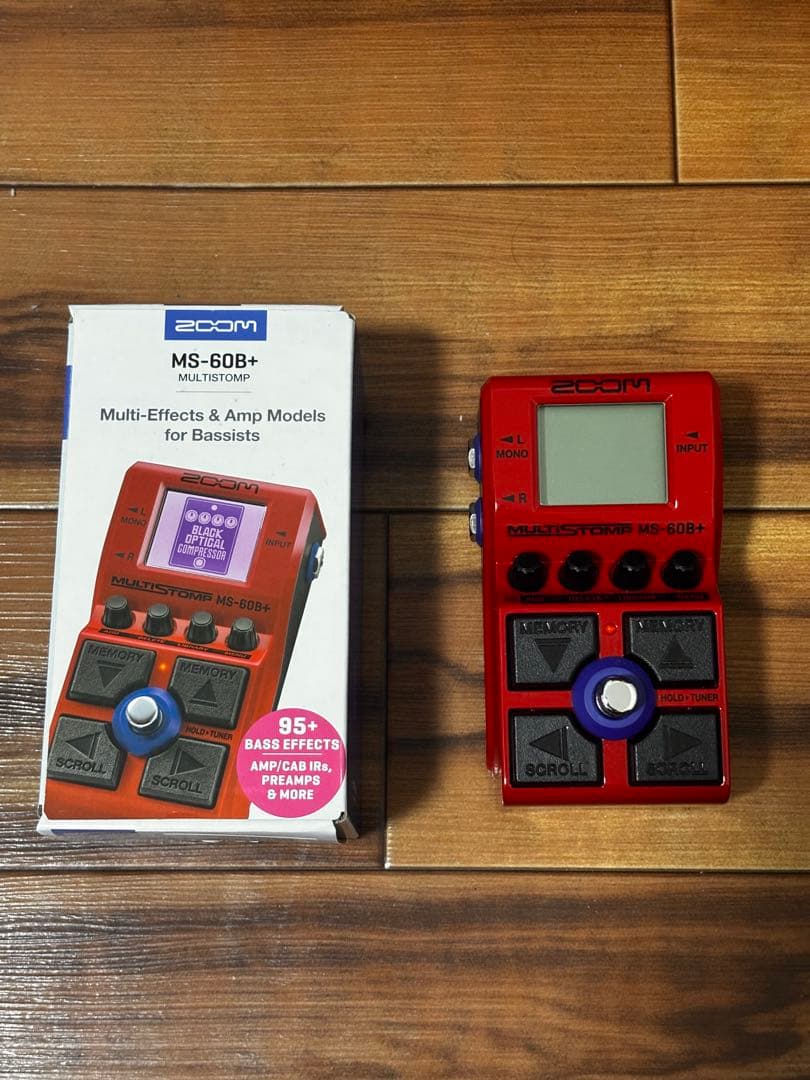 ZOOM
MS-60B+
MULTISTOMP
Multi-Effects & Amp Models
for Bassists
ZOOM
L
MONO
R
INPUT
BLACK
OPTICAL
COMPRESSOR
MULTISTOMP MS-60B+
MEMORY
MEMORY
HOLD▸TUNER
SCROLL
SCROLL
95+
BASS EFFECTS
AMP/CAB IRs,
PREAMPS
& MORE
ZOOM
L
MONO
R
INPUT
MULTISTOMP MS-60B+
MEMORY
MEMORY
HOLD▸TUNER
SCROLL
SCROLL